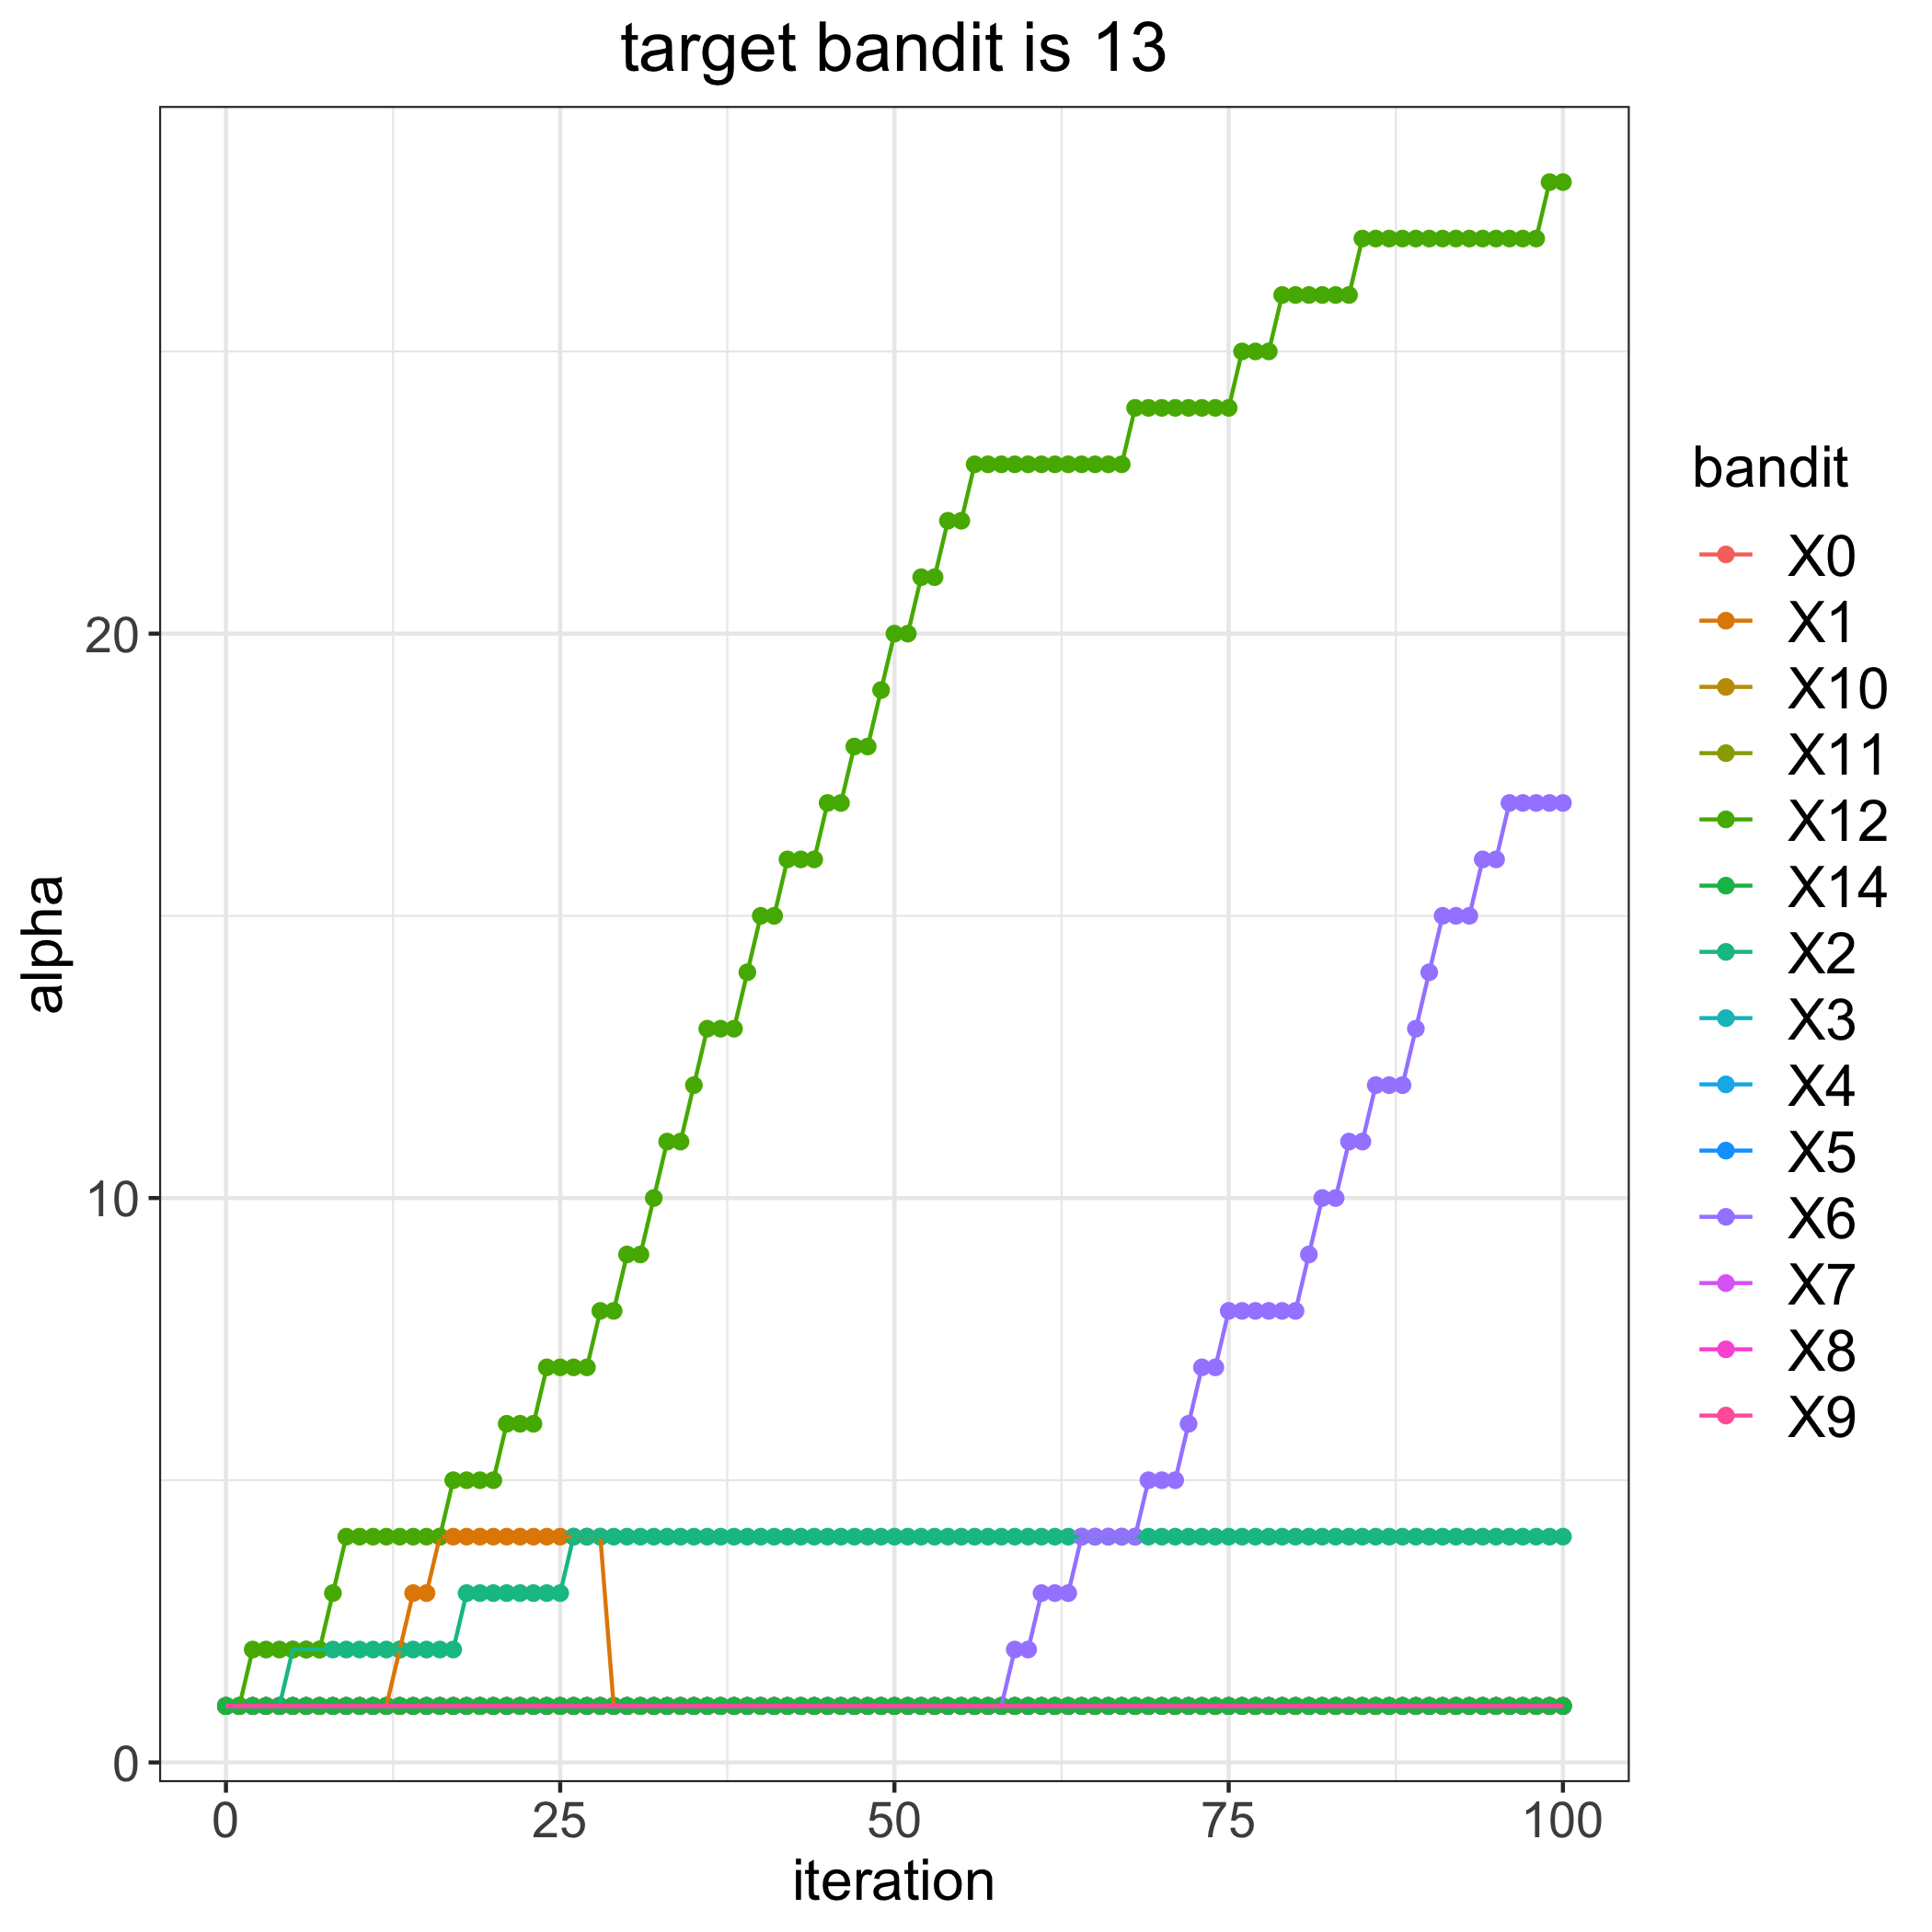 target bandit is 13
20
10
0
alpha
0 25 50 75 100
iteration
bandit
X0
X1
X10
X11
X12
X14
X2
X3
X4
X5
X6
X7
X8
X9